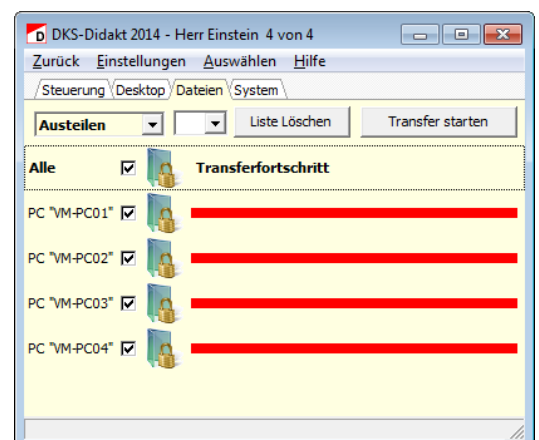 D DKS-Didakt 2014 - Herr Einstein 4 von 4
Zurück Einstellungen Auswählen Hilfe
Steuerung Desktop Dateien System
Austeilen Liste Löschen Transfer starten
Alle Transferfortschritt
PC "VM-PC01"
PC "VM-PC02"
PC "VM-PC03"
PC "VM-PC04"